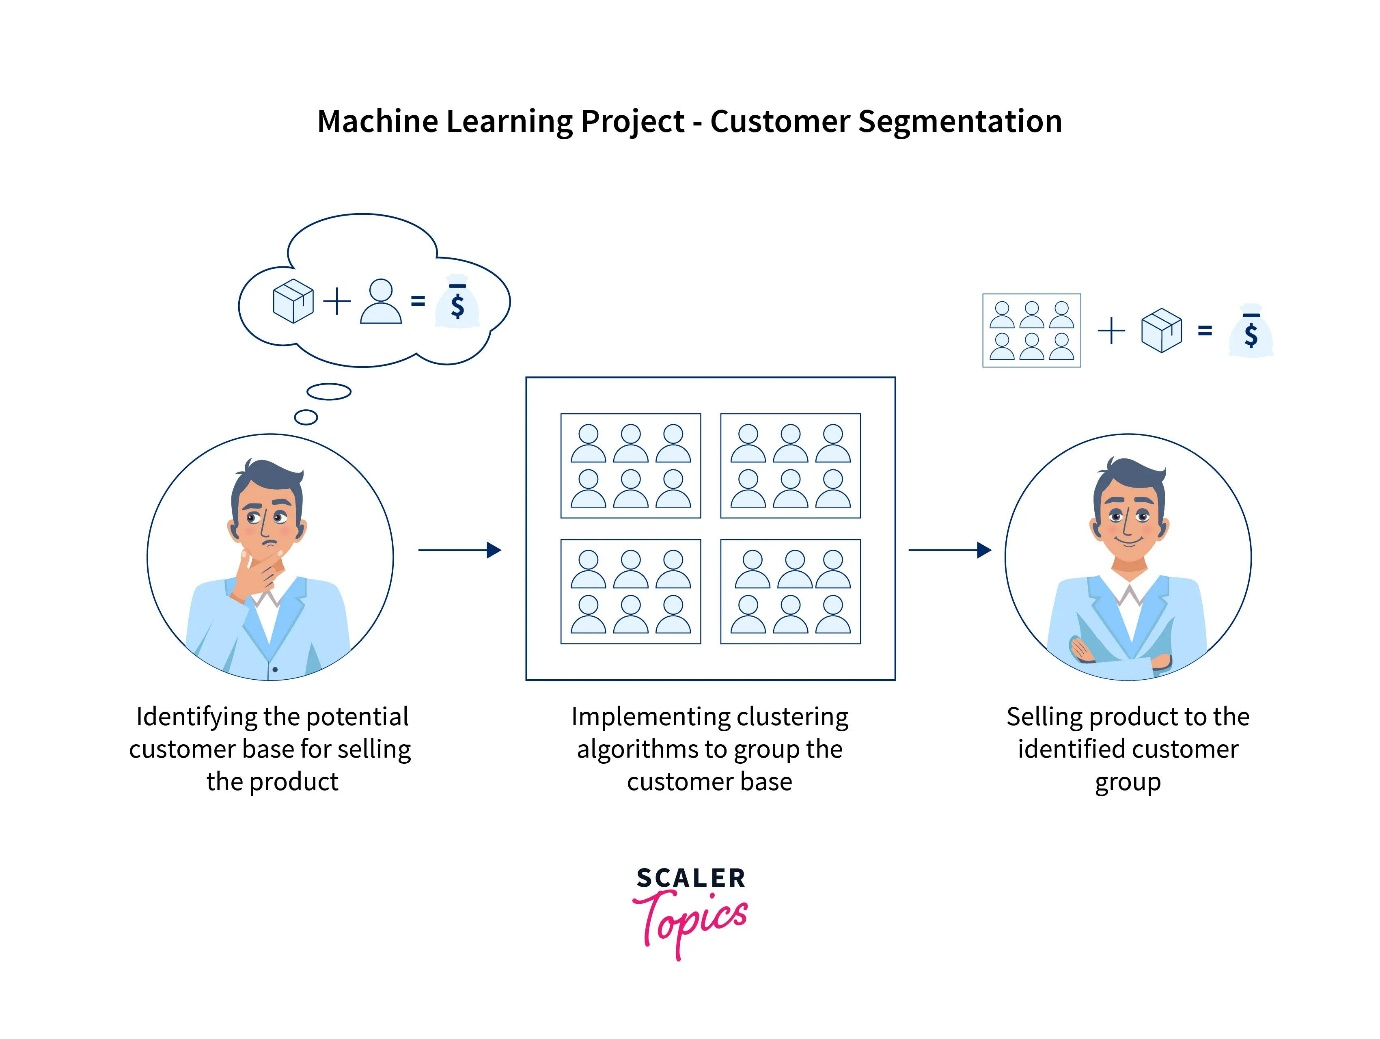 Machine Learning Project - Customer Segmentation
+ = $
+ = $
Identifying the potential
customer base for selling
the product
Implementing clustering
algorithms to group the
customer base
Selling product to the
identified customer
group
SCALER
Topics